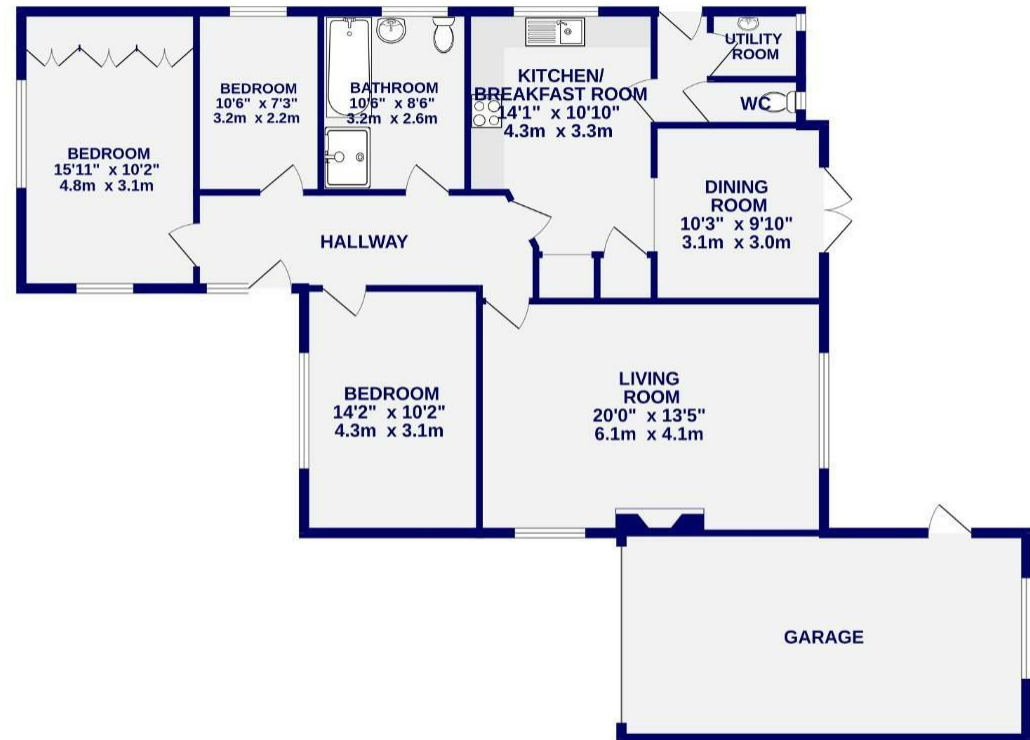 BEDROOM
15'11" x 10'2"
4.8m x 3.1m
BEDROOM
10'6" x 7'3"
3.2m x 2.2m
BATHROOM
10'6" x 8'6"
3.2m x 2.6m
KITCHEN/
BREAKFAST ROOM
14'1" x 10'10"
4.3m x 3.3m
UTILITY
ROOM
WC
DINING
ROOM
10'3" x 9'10"
3.1m x 3.0m
HALLWAY
BEDROOM
14'2" x 10'2"
4.3m x 3.1m
LIVING
ROOM
20'0" x 13'5"
6.1m x 4.1m
GARAGE